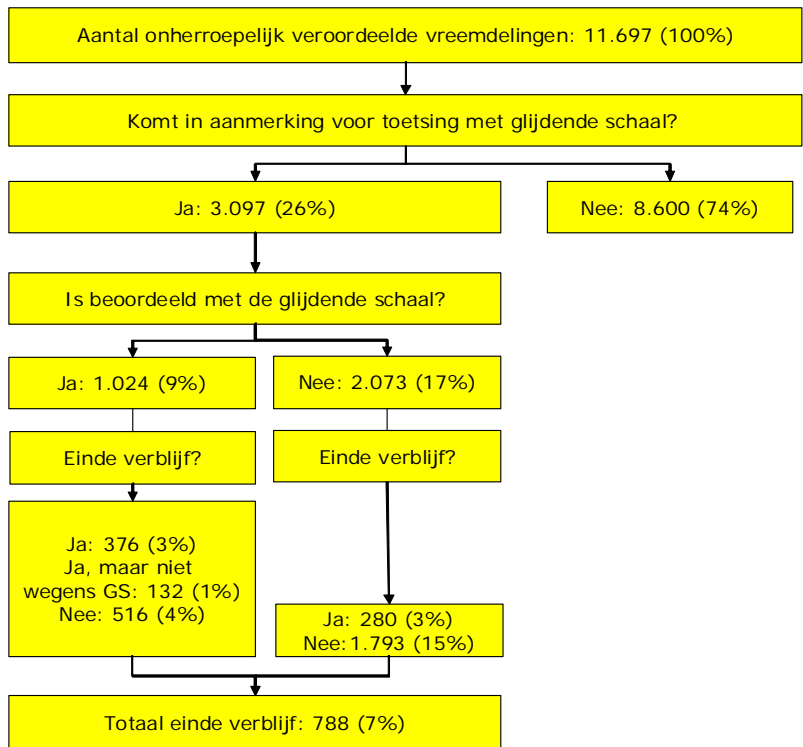 Aantal onherroepelijk veroordeelde vreemdelingen: 11.697 (100%)
Komt in aanmerking voor toetsing met glijdende schaal?
Ja: 3.097 (26%)
Nee: 8.600 (74%)
Is beoordeeld met de glijdende schaal?
Ja: 1.024 (9%)
Nee: 2.073 (17%)
Einde verblijf?
Einde verblijf?
Ja: 376 (3%)
Ja, maar niet
wegens GS: 132 (1%)
Nee: 516 (4%)
Ja: 280 (3%)
Nee: 1.793 (15%)
Totaal einde verblijf: 788 (7%)